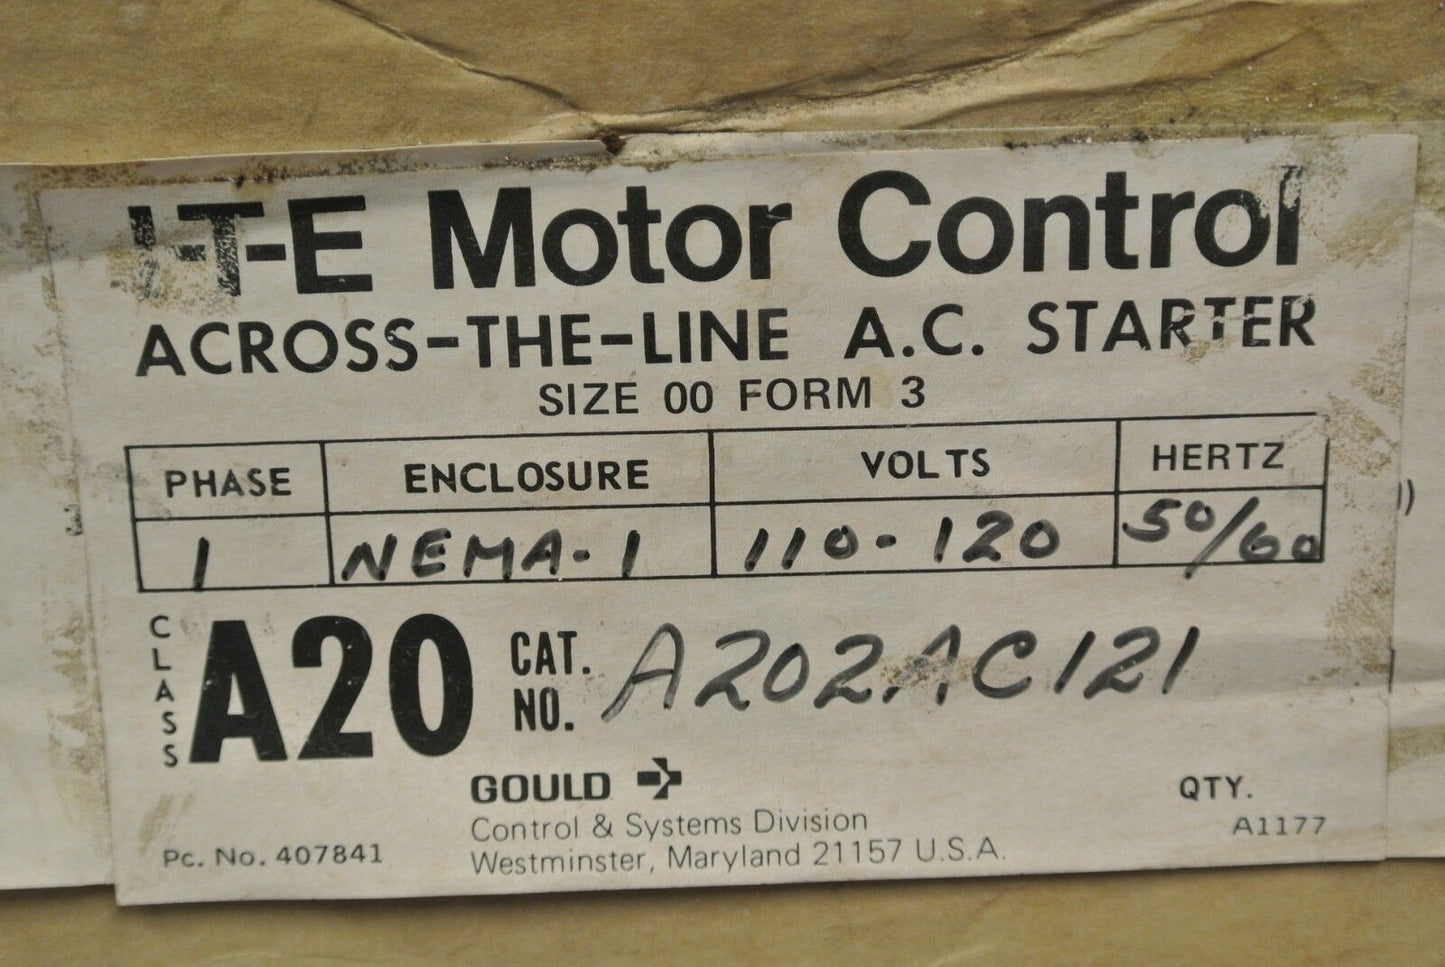 I-T-E Motor Control
ACROSS-THE-LINE A.C. STARTER
SIZE 00 FORM 3
PHASE ENCLOSURE VOLTS HERTZ
1 NEMA-1 110-120 50/60
CLASS A20 CAT. NO. A202AC121
GOULD
QTY.
Control & Systems Division
A1177
Pc. No. 407841
Westminster, Maryland 21157 U.S.A.